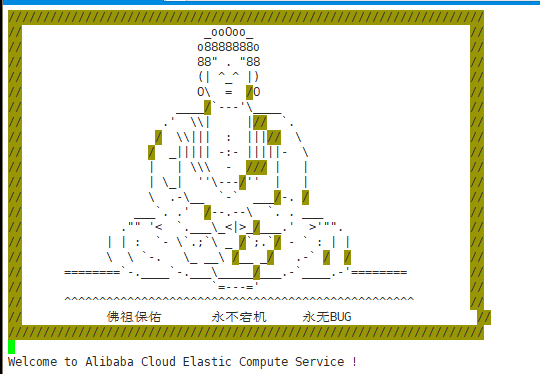 ////////////////////////////////////////////////////////////////////
//                          _ooOoo_                               //
//                         o8888888o                              //
//                         88" . "88                              //
//                         (| ^_^ |)                              //
//                         O\  =  /O                              //
//                      ____/`---'\____                           //
//                    .'  \\|     |//  `.                         //
//                   /  \\|||  :  |||//  \                        //
//                  /  _||||| -:- |||||-  \                       //
//                  |   | \\\  -  /// |   |                       //
//                  | \_|  ''\---/''  |   |                       //
//                  \  .-\__  `-`  ___/-. /                       //
//                ___`. .'  /--.--\  `. . ___                     //
//              ."" '<  `.___\_<|>_/___.'  >'"".                  //
//            | | :  `- \`.;`\ _ /`;.`/ - ` : | |                 //
//            \  \ `-.   \_ __\ /__ _/   .-` /  /                 //
//      ========`-.____`-.___\_____/___.-`____.-'========         //
//                           `=---='                              //
//      ^^^^^^^^^^^^^^^^^^^^^^^^^^^^^^^^^^^^^^^^^^^^^^^^^^        //
//            佛祖保佑       永不宕机     永无BUG                  //
////////////////////////////////////////////////////////////////////
Welcome to Alibaba Cloud Elastic Compute Service !